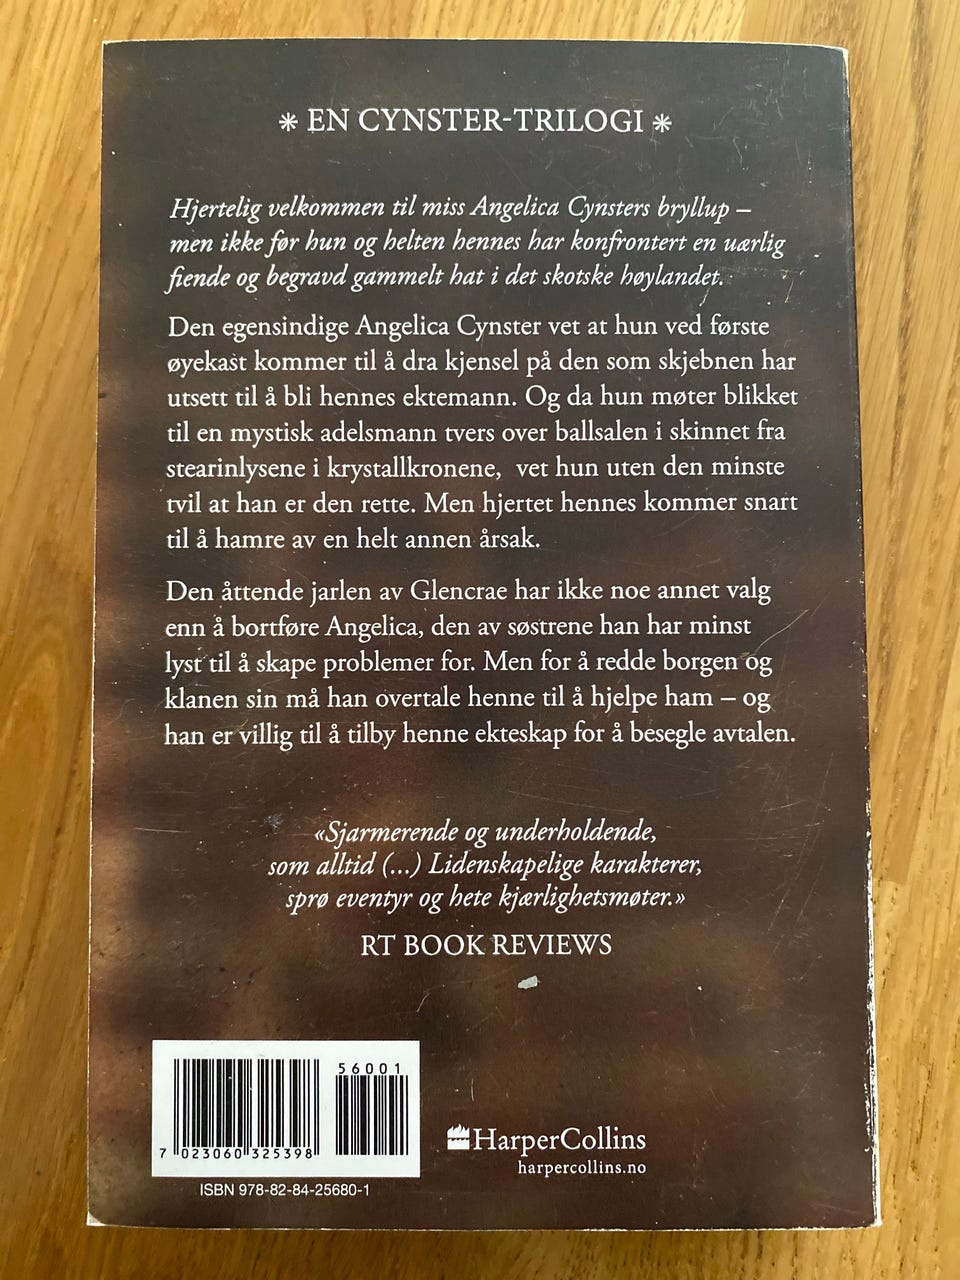 * EN CYNSTER-TRILOGI *
Hjertelig velkommen til miss Angelica Cynsters bryllup –
men ikke før hun og helten hennes har konfrontert en uærlig
fiende og begravd gammelt hat i det skotske høylandet.
Den egensindige Angelica Cynster vet at hun ved første
øyekast kommer til å dra kjensel på den som skjebnen har
utsett til å bli hennes ektemann. Og da hun møter blikket
til en mystisk adelsmann tvers over ballsalen i skinnet fra
stearinlysene i krystallkronene, vet hun uten den minste
tvil at han er den rette. Men hjertet hennes kommer snart
til å hamre av en helt annen årsak.
Den åttende jarlen av Glencrae har ikke noe annet valg
enn å bortføre Angelica, den av søstrene han har minst
lyst til å skape problemer for. Men for å redde borgen og
klanen sin må han overtale henne til å hjelpe ham – og
han er villig til å tilby henne ekteskap for å besegle avtalen.
«Sjarmerende og underholdende,
som alltid (...) Lidenskapelige karakterer,
sprø eventyr og hete kjærlighetsmøter.»
RT BOOK REVIEWS
56001
7 023060 325398
ISBN 978-82-84-25680-1
HarperCollins
harpercollins.no